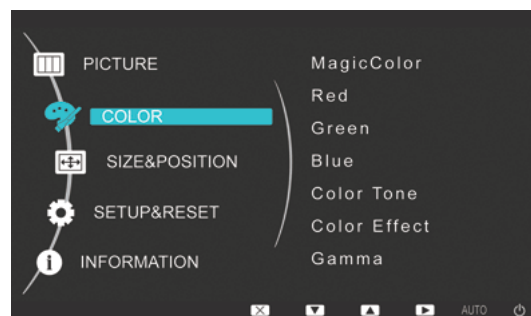 PICTURE
COLOR
SIZE&POSITION
SETUP&RESET
INFORMATION
MagicColor
Red
Green
Blue
Color Tone
Color Effect
Gamma
AUTO